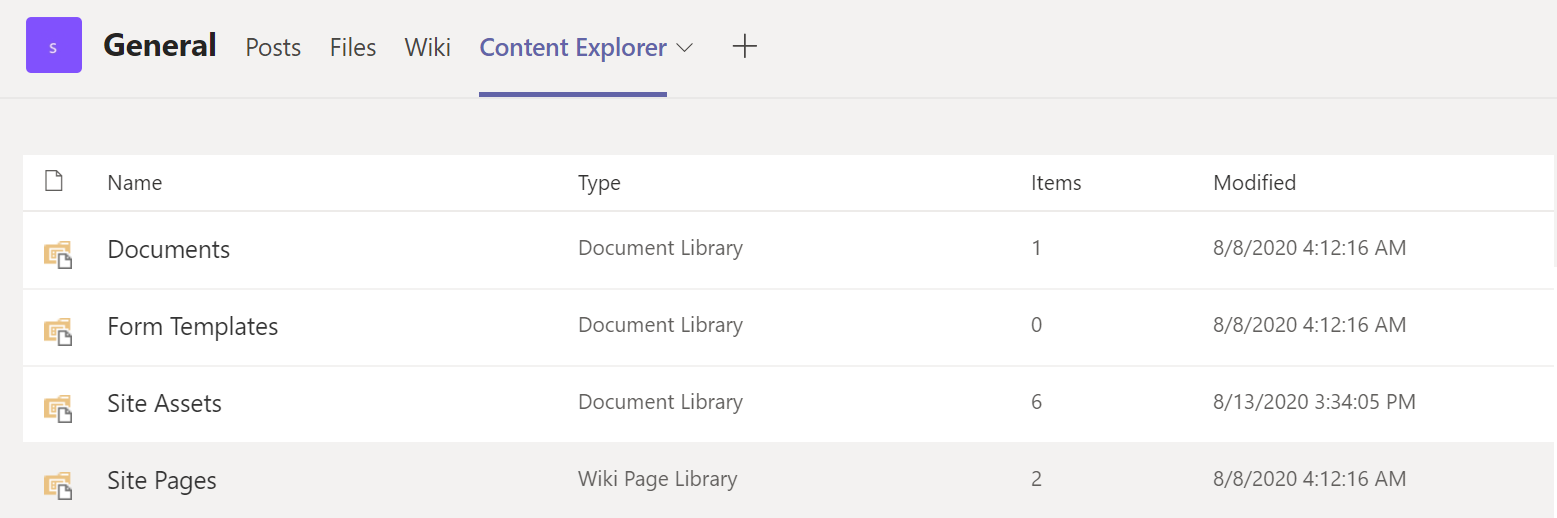 S General Posts Files Wiki Content Explorer
Name Type Items Modified
Documents Document Library 1 8/8/2020 4:12:16 AM
Form Templates Document Library 0 8/8/2020 4:12:16 AM
Site Assets Document Library 6 8/13/2020 3:34:05 PM
Site Pages Wiki Page Library 2 8/8/2020 4:12:16 AM